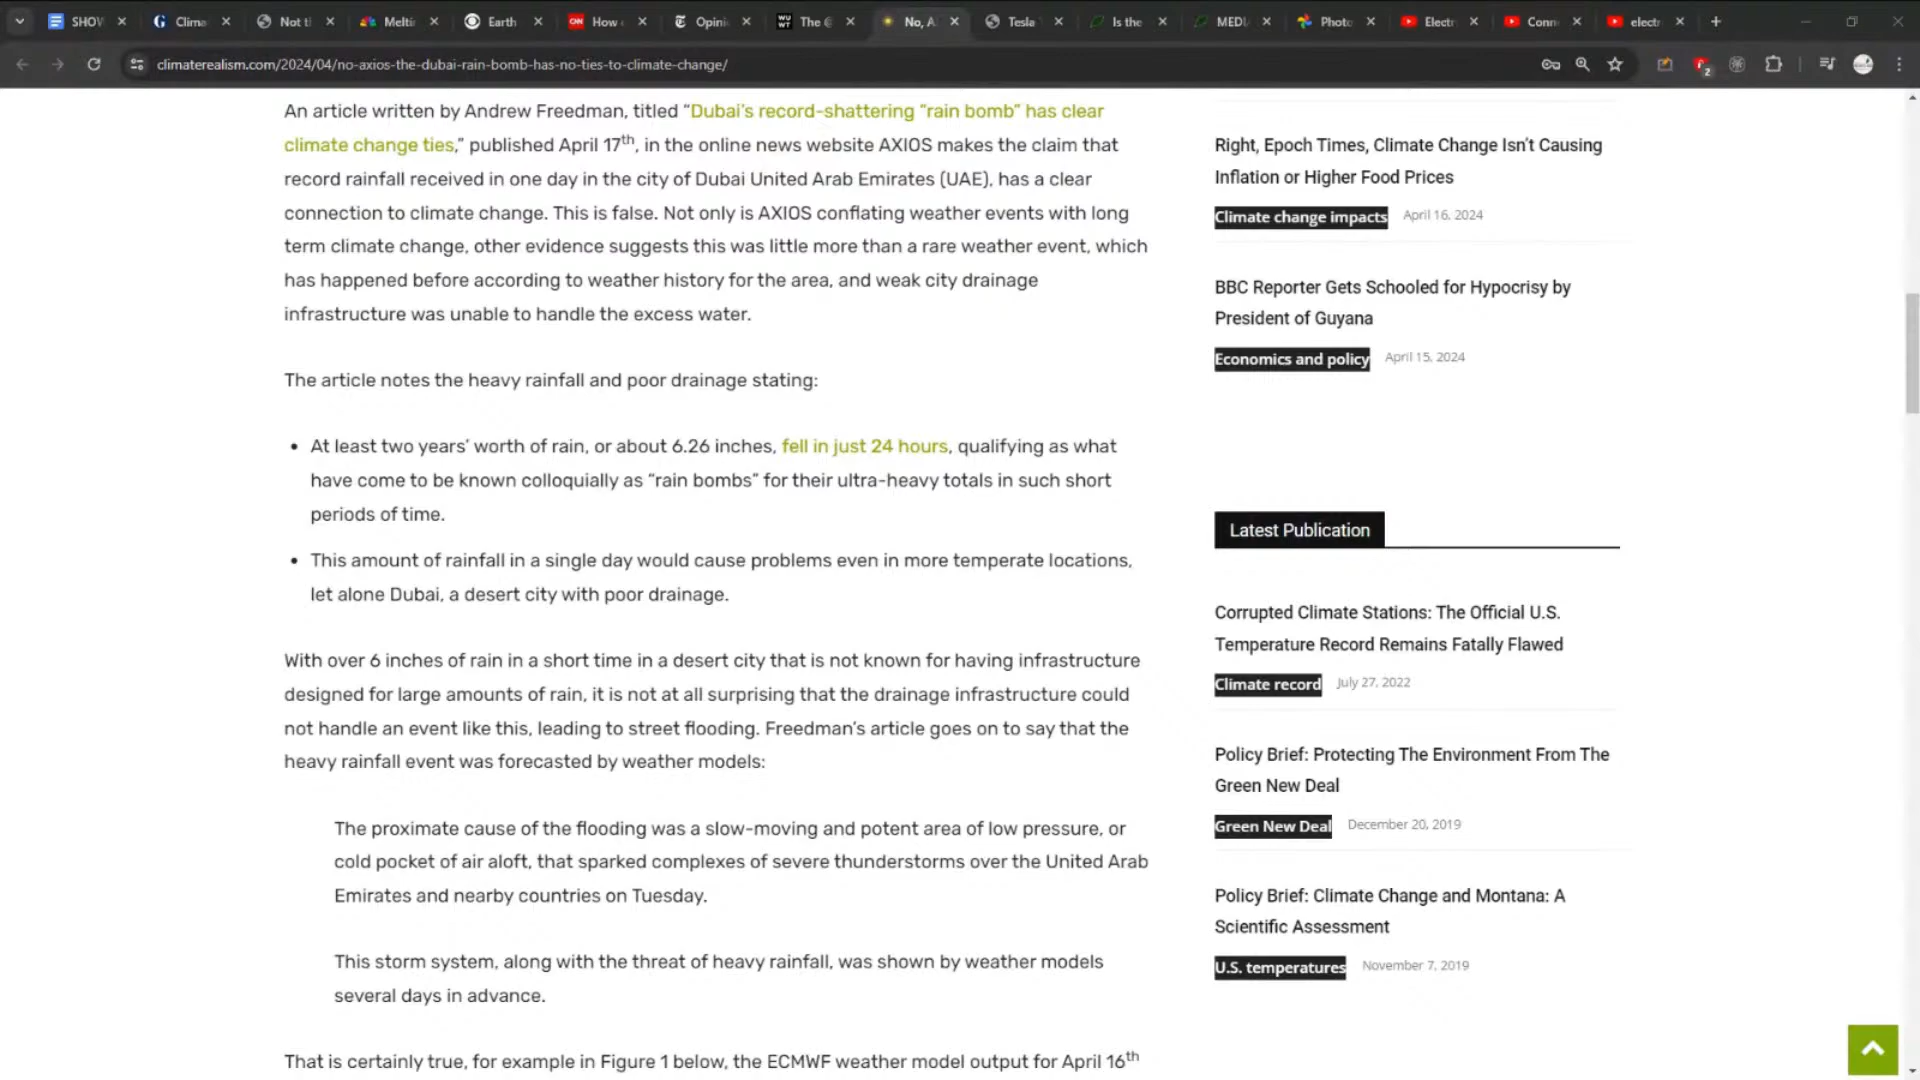 SHOV
Clima
Not t
Meltin
Earth
How
Opini
The
No, A
Tesla
Is the
MEDI
Photo
Electr
Conn
electr
climaterealism.com/2024/04/no-axios-the-dubai-rain-bomb-has-no-ties-to-climate-change/
2
An article written by Andrew Freedman, titled “Dubai’s record-shattering “rain bomb” has clear
climate change ties,” published April 17th, in the online news website AXIOS makes the claim that
record rainfall received in one day in the city of Dubai United Arab Emirates (UAE), has a clear
connection to climate change. This is false. Not only is AXIOS conflating weather events with long
term climate change, other evidence suggests this was little more than a rare weather event, which
has happened before according to weather history for the area, and weak city drainage
infrastructure was unable to handle the excess water.
The article notes the heavy rainfall and poor drainage stating:
• At least two years’ worth of rain, or about 6.26 inches, fell in just 24 hours, qualifying as what
have come to be known colloquially as “rain bombs” for their ultra-heavy totals in such short
periods of time.
• This amount of rainfall in a single day would cause problems even in more temperate locations,
let alone Dubai, a desert city with poor drainage.
With over 6 inches of rain in a short time in a desert city that is not known for having infrastructure
designed for large amounts of rain, it is not at all surprising that the drainage infrastructure could
not handle an event like this, leading to street flooding. Freedman’s article goes on to say that the
heavy rainfall event was forecasted by weather models:
The proximate cause of the flooding was a slow-moving and potent area of low pressure, or
cold pocket of air aloft, that sparked complexes of severe thunderstorms over the United Arab
Emirates and nearby countries on Tuesday.
This storm system, along with the threat of heavy rainfall, was shown by weather models
several days in advance.
That is certainly true, for example in Figure 1 below, the ECMWF weather model output for April 16th
Right, Epoch Times, Climate Change Isn’t Causing
Inflation or Higher Food Prices
Climate change impacts April 16, 2024
BBC Reporter Gets Schooled for Hypocrisy by
President of Guyana
Economics and policy April 15, 2024
Latest Publication
Corrupted Climate Stations: The Official U.S.
Temperature Record Remains Fatally Flawed
Climate record July 27, 2022
Policy Brief: Protecting The Environment From The
Green New Deal
Green New Deal December 20, 2019
Policy Brief: Climate Change and Montana: A
Scientific Assessment
U.S. temperatures November 7, 2019